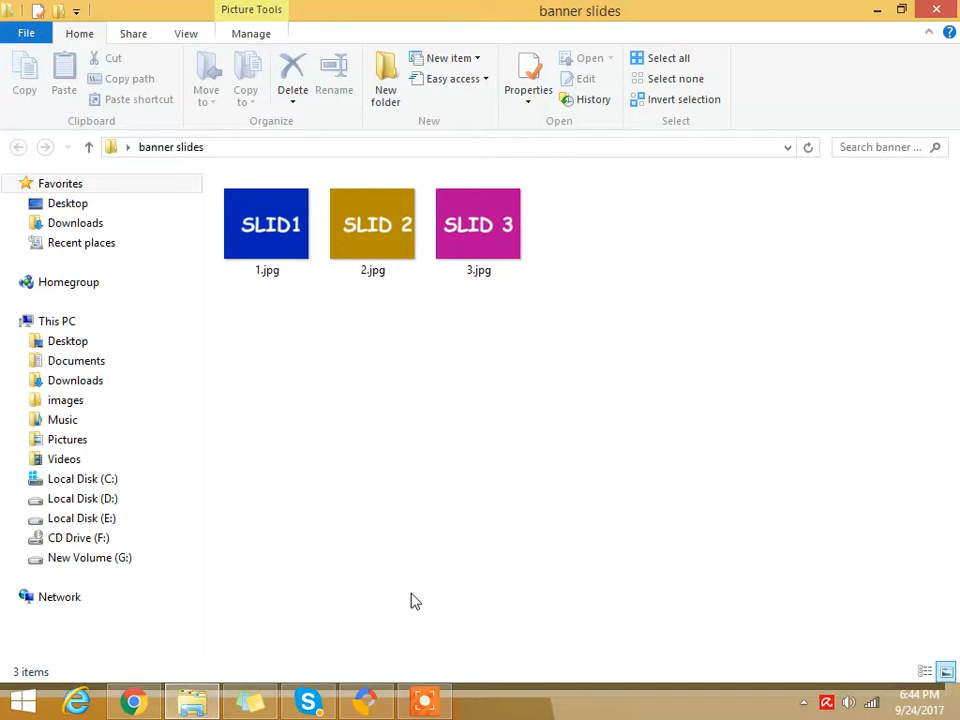 Picture Tools
banner slides
File
Home
Share
View
Manage
Copy
Paste
Cut
Copy path
Paste shortcut
Clipboard
Move to
Copy to
Delete
Rename
Organize
New folder
New item
Easy access
New
Properties
Open
Edit
History
Open
Select all
Select none
Invert selection
Select
banner slides
Search banner ...
Favorites
Desktop
Downloads
Recent places
Homegroup
This PC
Desktop
Documents
Downloads
images
Music
Pictures
Videos
Local Disk (C:)
Local Disk (D:)
Local Disk (E:)
CD Drive (F:)
New Volume (G:)
Network
SLID1
SLID 2
SLID 3
1.jpg
2.jpg
3.jpg
3 items
6:44 PM
9/24/2017